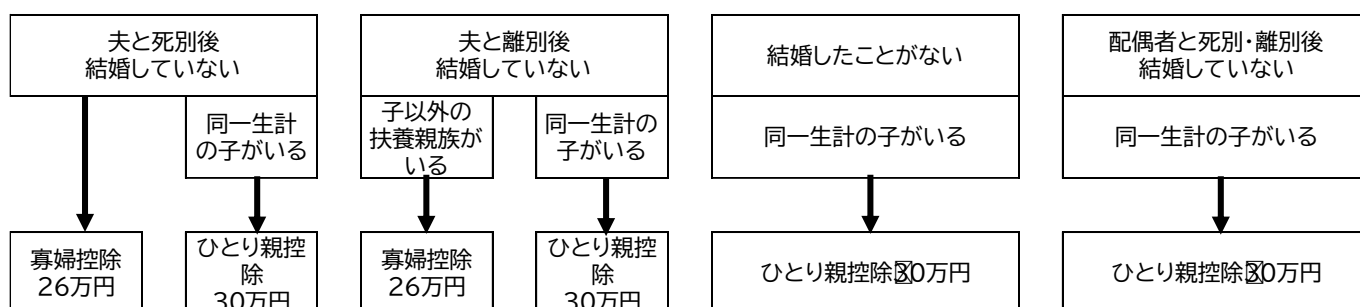 夫と死別後
結婚していない
同一生計
の子がいる
寡婦控除
26万円
ひとり親控
除
30万円
夫と離別後
結婚していない
子以外の
扶養親族が
いる
同一生計の
子がいる
寡婦控除
26万円
ひとり親控
除
30万円
結婚したことがない
同一生計の子がいる
ひとり親控除30万円
配偶者と死別・離別後
結婚していない
同一生計の子がいる
ひとり親控除30万円